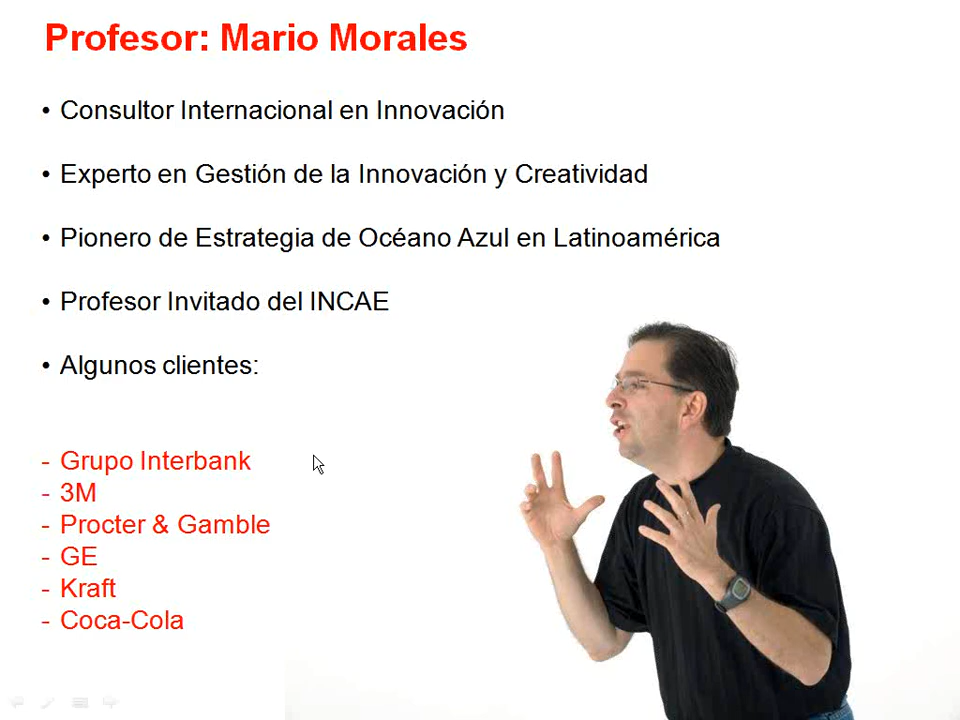 Profesor: Mario Morales
• Consultor Internacional en Innovación
• Experto en Gestión de la Innovación y Creatividad
• Pionero de Estrategia de Océano Azul en Latinoamérica
• Profesor Invitado del INCAE
• Algunos clientes:
- Grupo Interbank
- 3M
- Procter & Gamble
- GE
- Kraft
- Coca-Cola